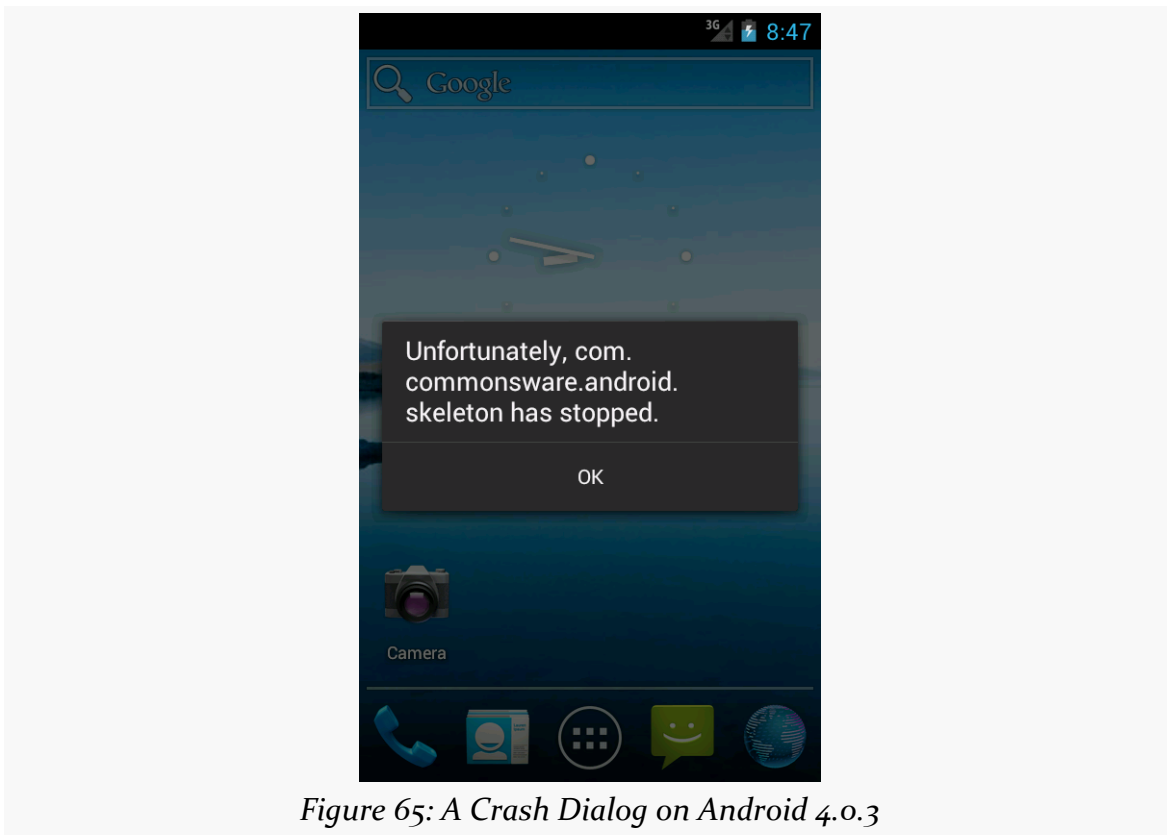 3G 8:47
Google
Unfortunately, com.
commonsware.android.
skeleton has stopped.
OK
Camera
Figure 65: A Crash Dialog on Android 4.0.3